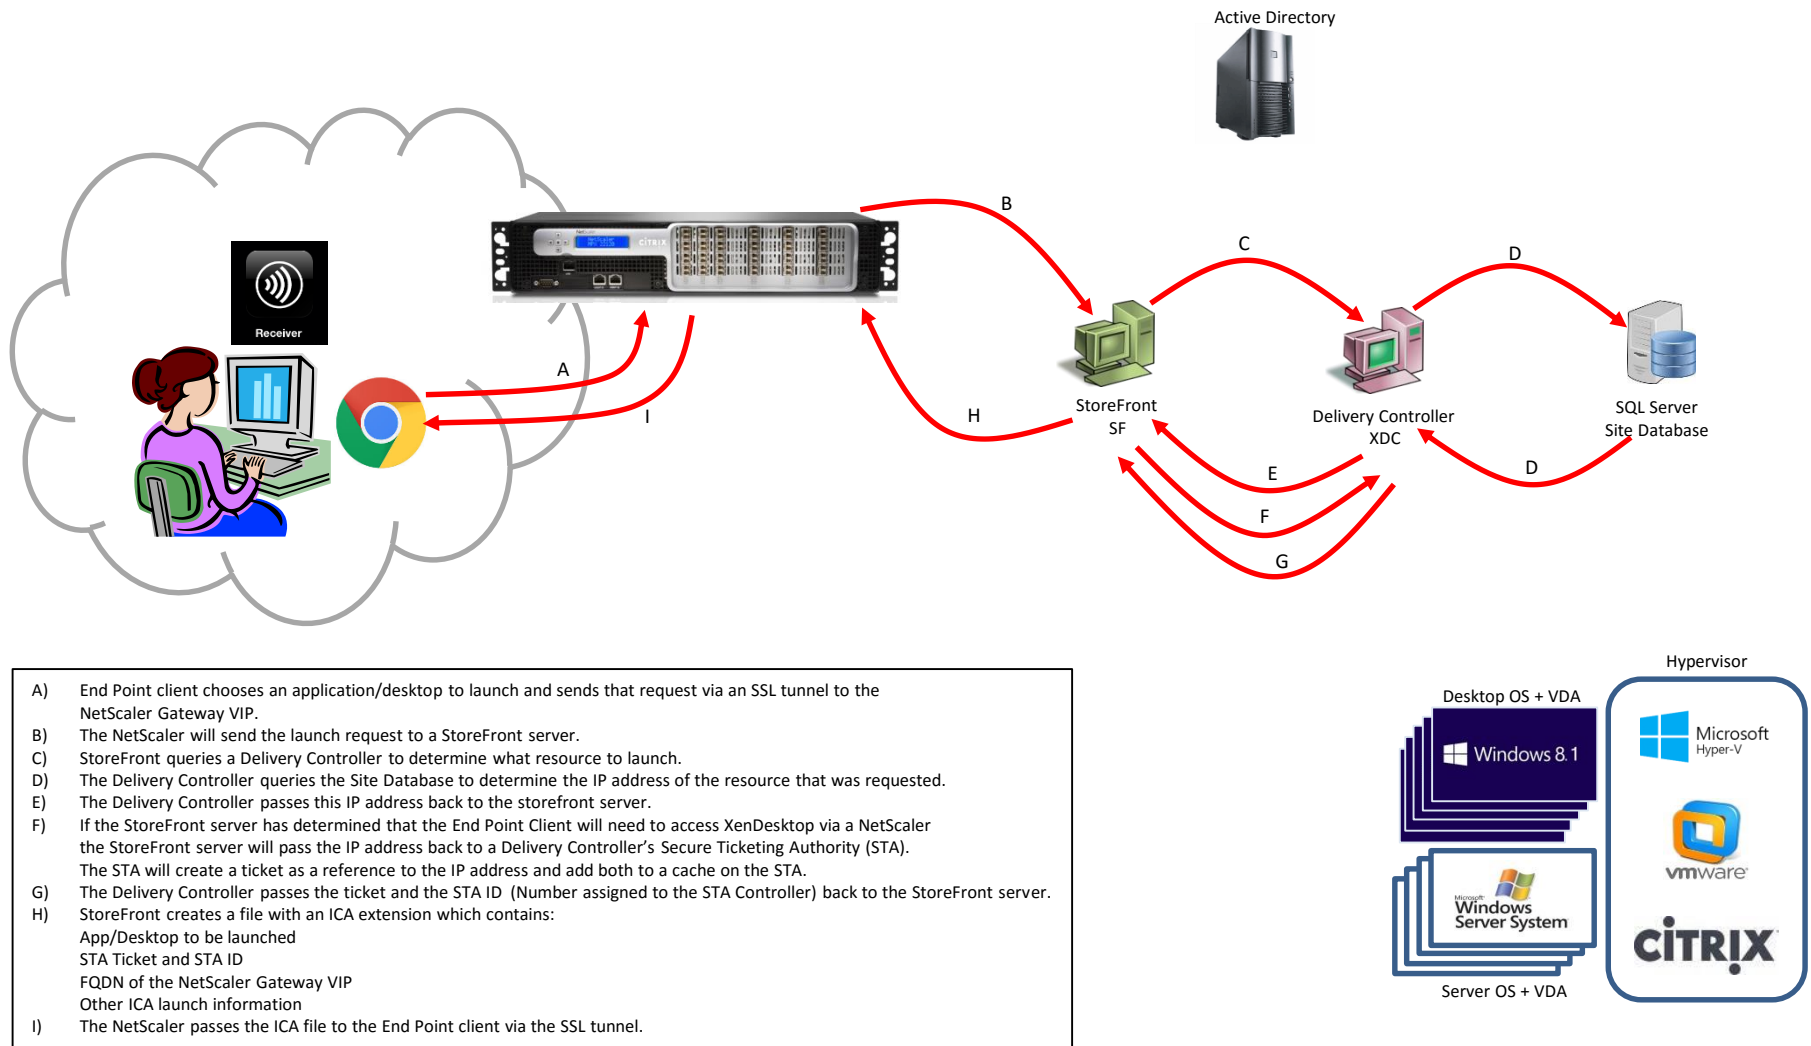 Active Directory
B
C
D
NetScaler
CITRIX
Receiver
A
I
H
StoreFront
SF
Delivery Controller
XDC
SQL Server
Site Database
E
D
F
G
A) End Point client chooses an application/desktop to launch and sends that request via an SSL tunnel to the
NetScaler Gateway VIP.
B) The NetScaler will send the launch request to a StoreFront server.
C) StoreFront queries a Delivery Controller to determine what resource to launch.
D) The Delivery Controller queries the Site Database to determine the IP address of the resource that was requested.
E) The Delivery Controller passes this IP address back to the storefront server.
F) If the StoreFront server has determined that the End Point Client will need to access XenDesktop via a NetScaler
the StoreFront server will pass the IP address back to a Delivery Controller’s Secure Ticketing Authority (STA).
The STA will create a ticket as a reference to the IP address and add both to a cache on the STA.
G) The Delivery Controller passes the ticket and the STA ID (Number assigned to the STA Controller) back to the StoreFront server.
H) StoreFront creates a file with an ICA extension which contains:
App/Desktop to be launched
STA Ticket and STA ID
FQDN of the NetScaler Gateway VIP
Other ICA launch information
I) The NetScaler passes the ICA file to the End Point client via the SSL tunnel.
Hypervisor
Desktop OS + VDA
Windows 8.1
Microsoft
Hyper-V
vmware
Microsoft
Windows
Server System
CİTRIX
Server OS + VDA